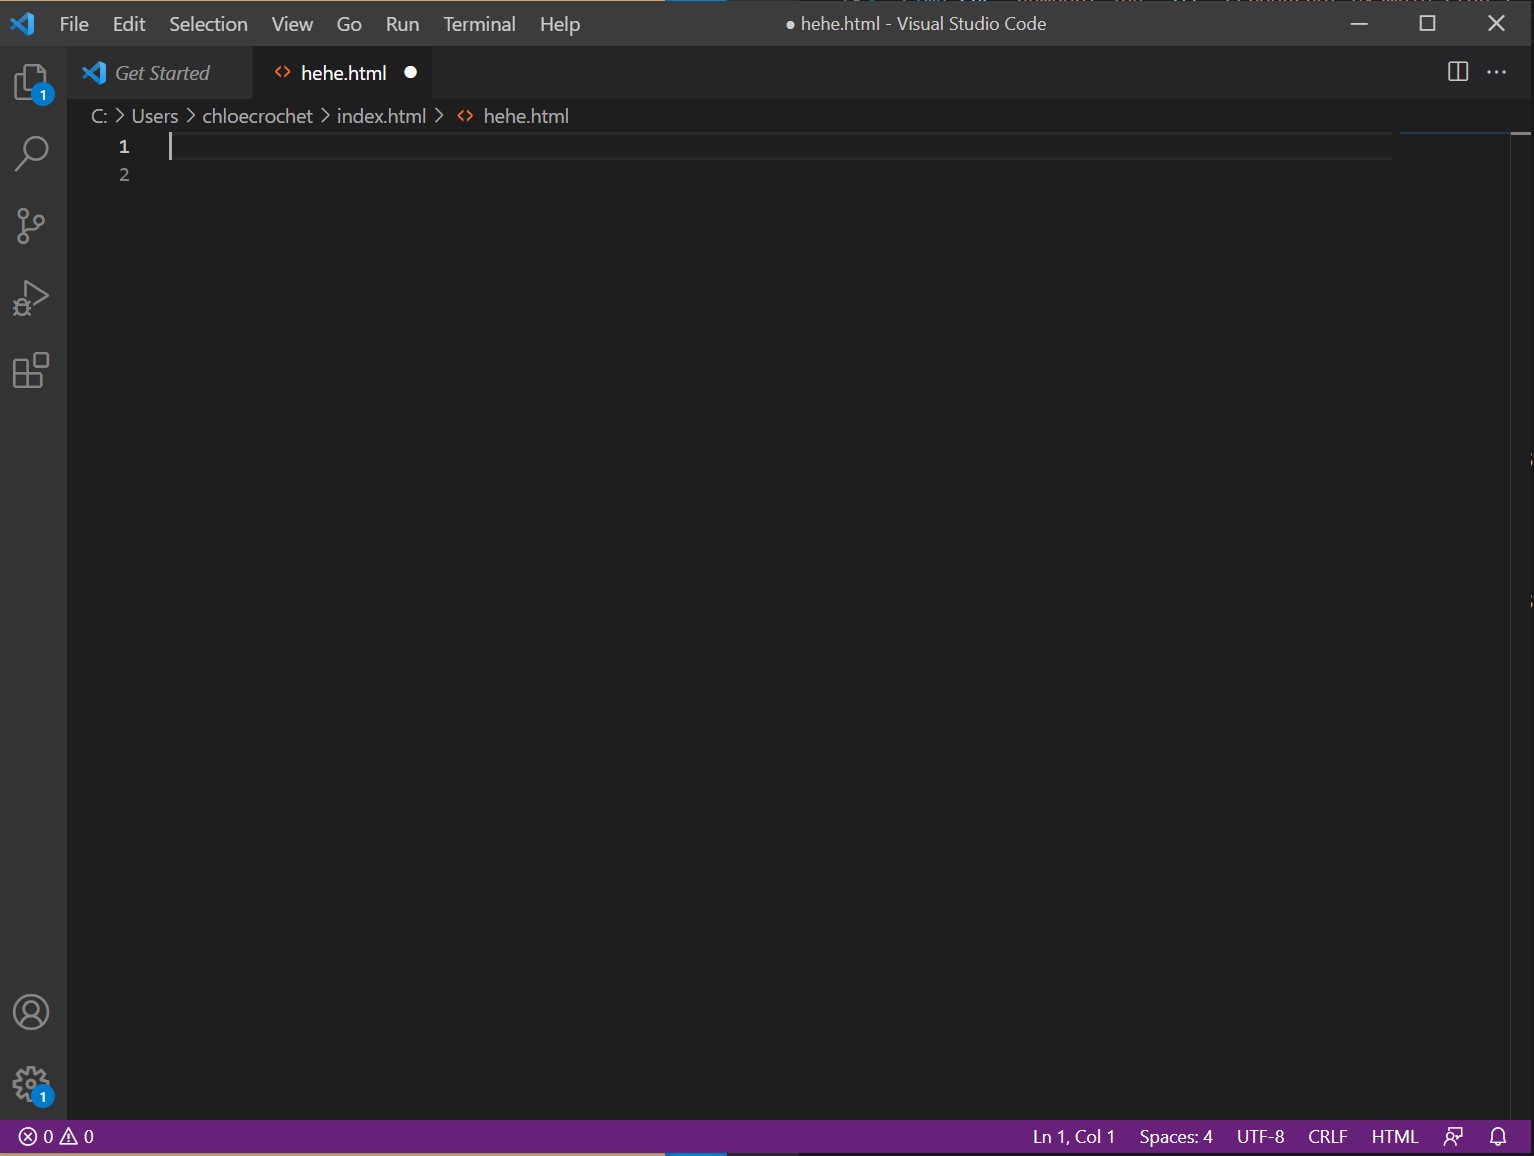 File Edit Selection View Go Run Terminal Help ● hehe.html - Visual Studio Code
1 Get Started hehe.html ● ···
C: > Users > chloecrochet > index.html > <> hehe.html
1
2
1
0 0 Ln 1, Col 1 Spaces: 4 UTF-8 CRLF HTML